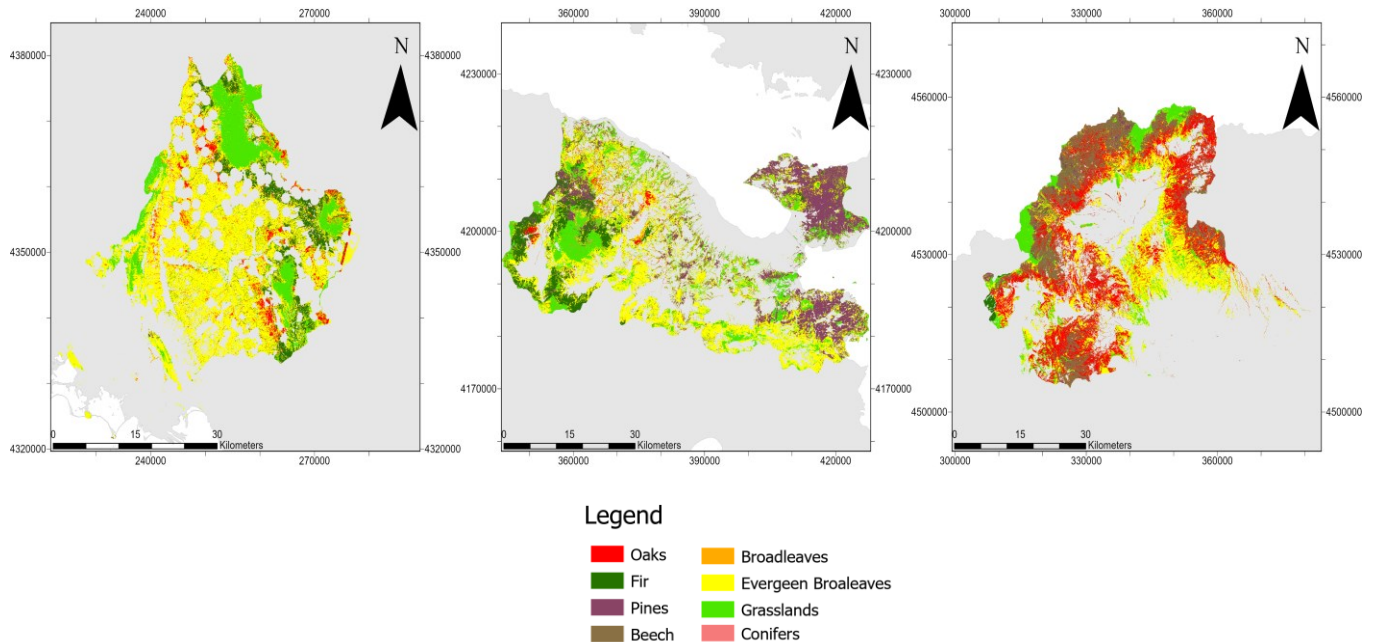 240000 270000
360000 390000 420000
300000 330000 360000
N
N
N
4380000 4380000
4350000 4350000
4320000 4320000
0 15 30
Kilometers
240000 270000
4230000 4230000
4200000 4200000
4170000 4170000
0 15 30
Kilometers
360000 390000 420000
4560000 4560000
4530000 4530000
4500000 4500000
0 15 30
Kilometers
300000 330000 360000
Legend
Oaks
Fir
Pines
Beech
Broadleaves
Evergeen Broaleaves
Grasslands
Conifers